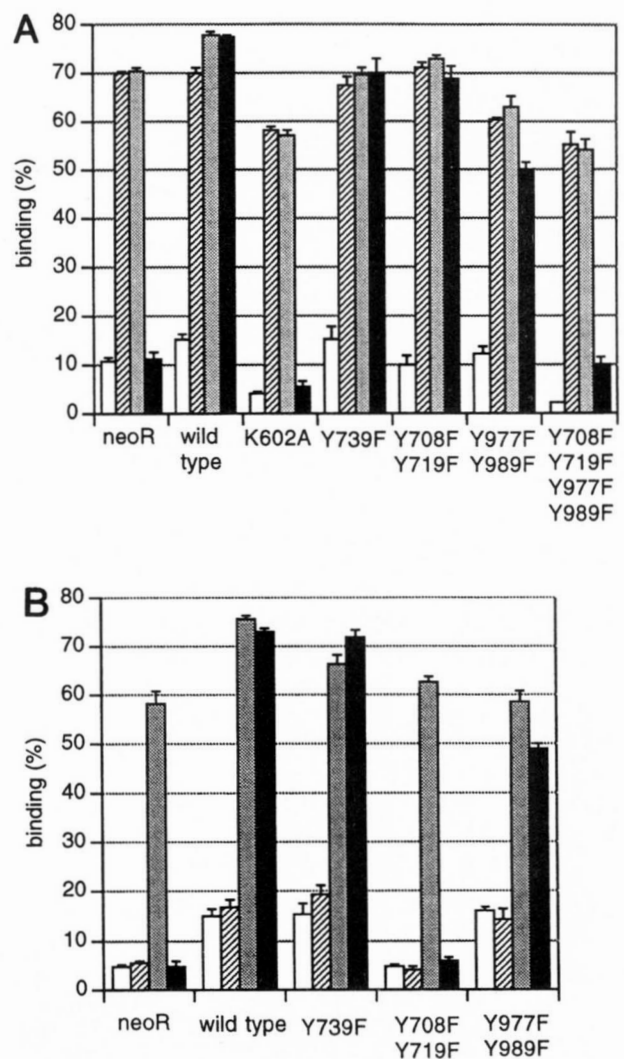 A
80
70
60
50
40
30
20
10
0
binding (%)
neoR wild K602A Y739F Y708F Y977F Y708F
type Y719F Y989F Y719F
Y977F
Y989F
B
80
70
60
50
40
30
20
10
0
binding (%)
neoR wild type Y739F Y708F Y977F
Y719F Y989F